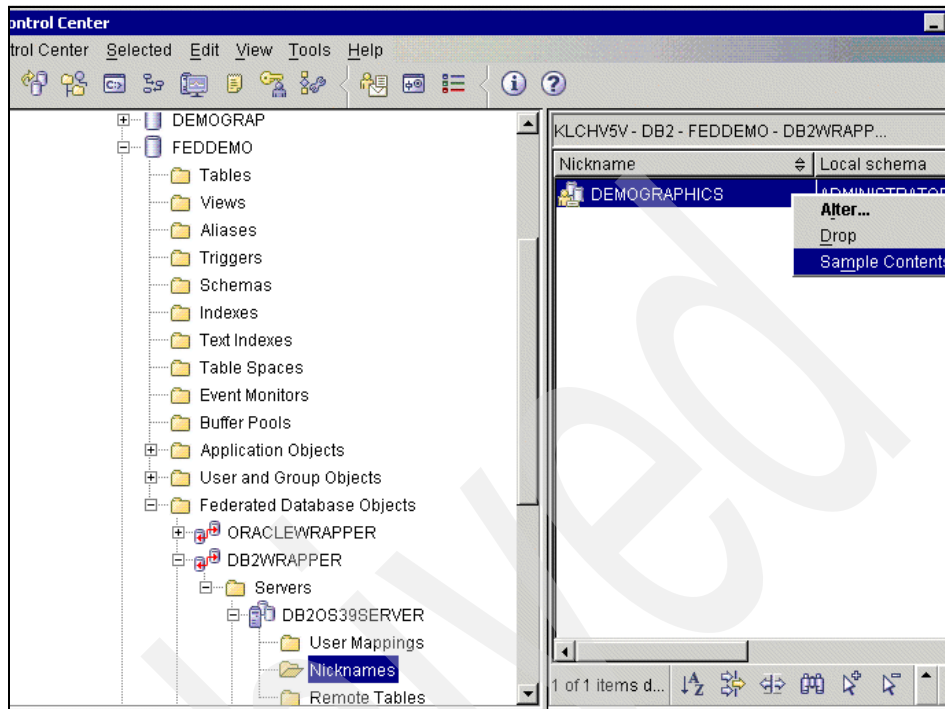 ontrol Center
trol Center Selected Edit View Tools Help
DEMOGRAP
FEDDEMO
Tables
Views
Aliases
Triggers
Schemas
Indexes
Text Indexes
Table Spaces
Event Monitors
Buffer Pools
Application Objects
User and Group Objects
Federated Database Objects
ORACLEWRAPPER
DB2WRAPPER
Servers
DB2OS39SERVER
User Mappings
Nicknames
Remote Tables
KLCHV5V - DB2 - FEDDEMO - DB2WRAPP...
Nickname Local schema
DEMOGRAPHICS ADMINISTRATOR
Alter...
Drop
Sample Contents
1 of 1 items d...